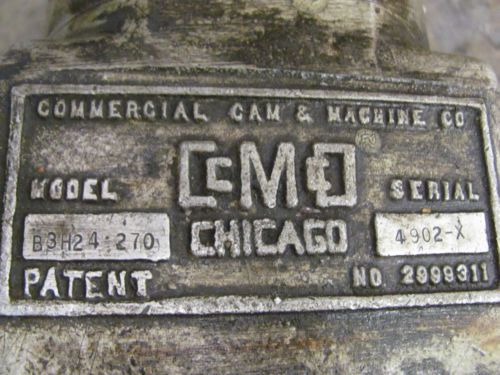 COMMERCIAL CAM & MACHINE CO
CCMCO
MODEL SERIAL
B3H24 270 CHICAGO 4902-X
PATENT NO. 2999311